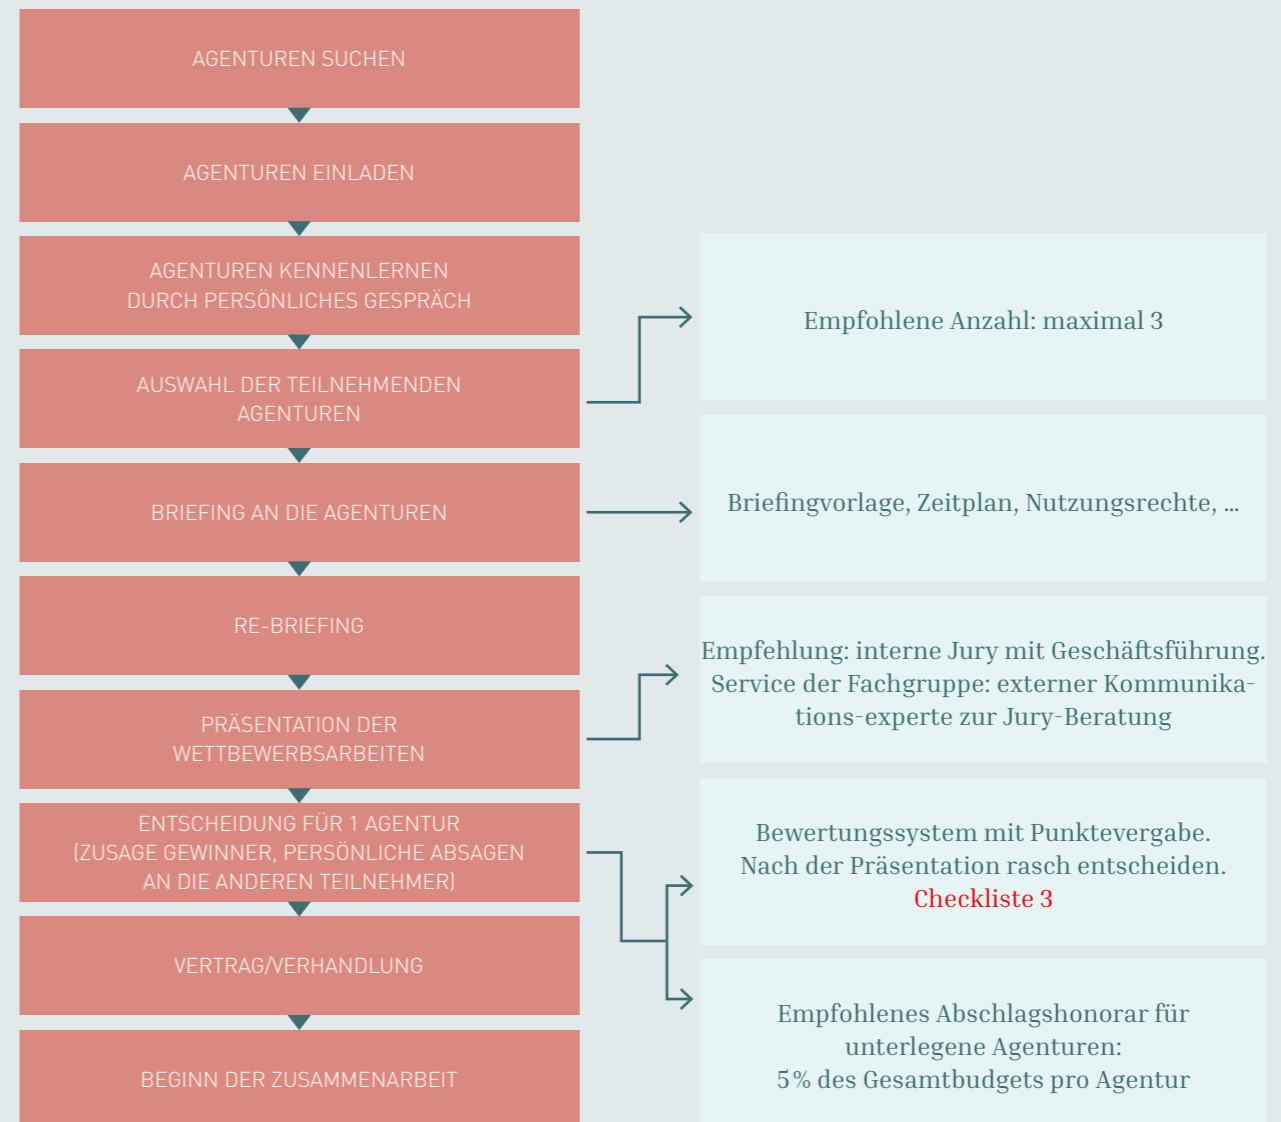 AGENTUREN SUCHEN
AGENTUREN EINLADEN
AGENTUREN KENNENLERNEN
DURCH PERSÖNLICHES GESPRÄCH
AUSWAHL DER TEILNEHMENDEN
AGENTUREN
Empfohlene Anzahl: maximal 3
BRIEFING AN DIE AGENTUREN
Briefingvorlage, Zeitplan, Nutzungsrechte, ...
RE-BRIEFING
PRÄSENTATION DER
WETTBEWERBSARBEITEN
Empfehlung: interne Jury mit Geschäftsführung.
Service der Fachgruppe: externer Kommunika-
tions-experte zur Jury-Beratung
ENTSCHEIDUNG FÜR 1 AGENTUR
(ZUSAGE GEWINNER, PERSÖNLICHE ABSAGEN
AN DIE ANDEREN TEILNEHMER)
Bewertungssystem mit Punktevergabe.
Nach der Präsentation rasch entscheiden.
Checkliste 3
Empfohlenes Abschlagshonorar für
unterlegene Agenturen:
5% des Gesamtbudgets pro Agentur
VERTRAG/VERHANDLUNG
BEGINN DER ZUSAMMENARBEIT